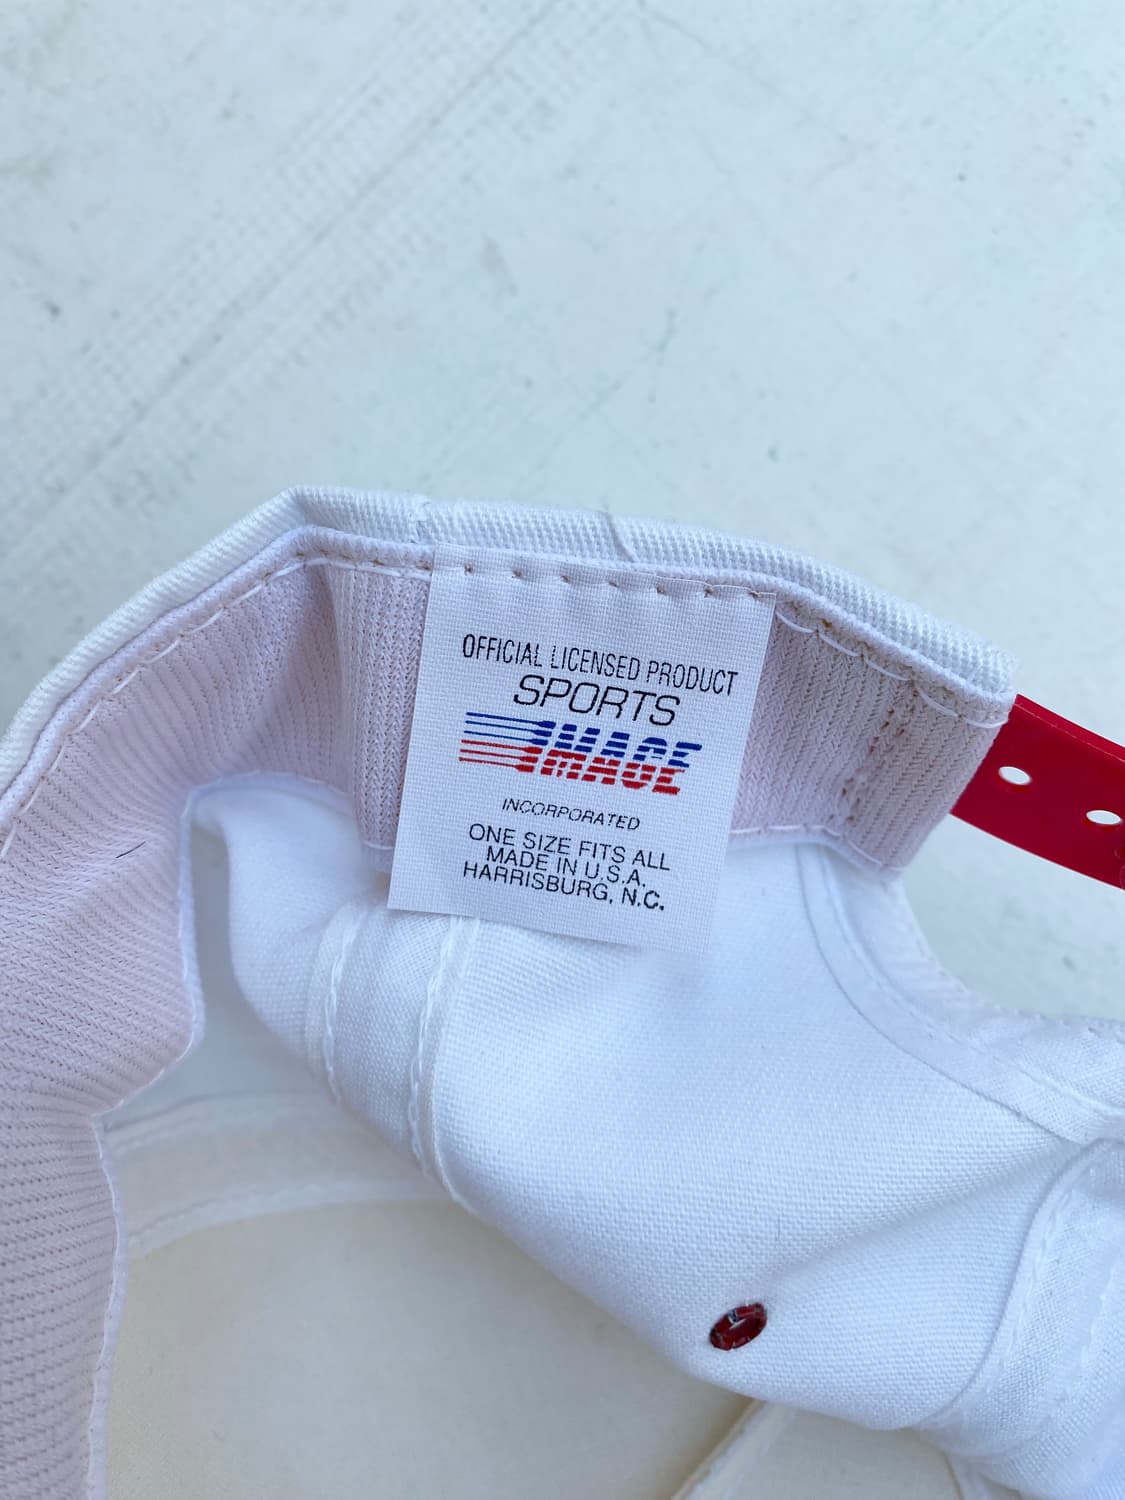 OFFICIAL LICENSED PRODUCT
SPORTS
IMAGE
INCORPORATED
ONE SIZE FITS ALL
MADE IN U.S.A.
HARRISBURG, N.C.